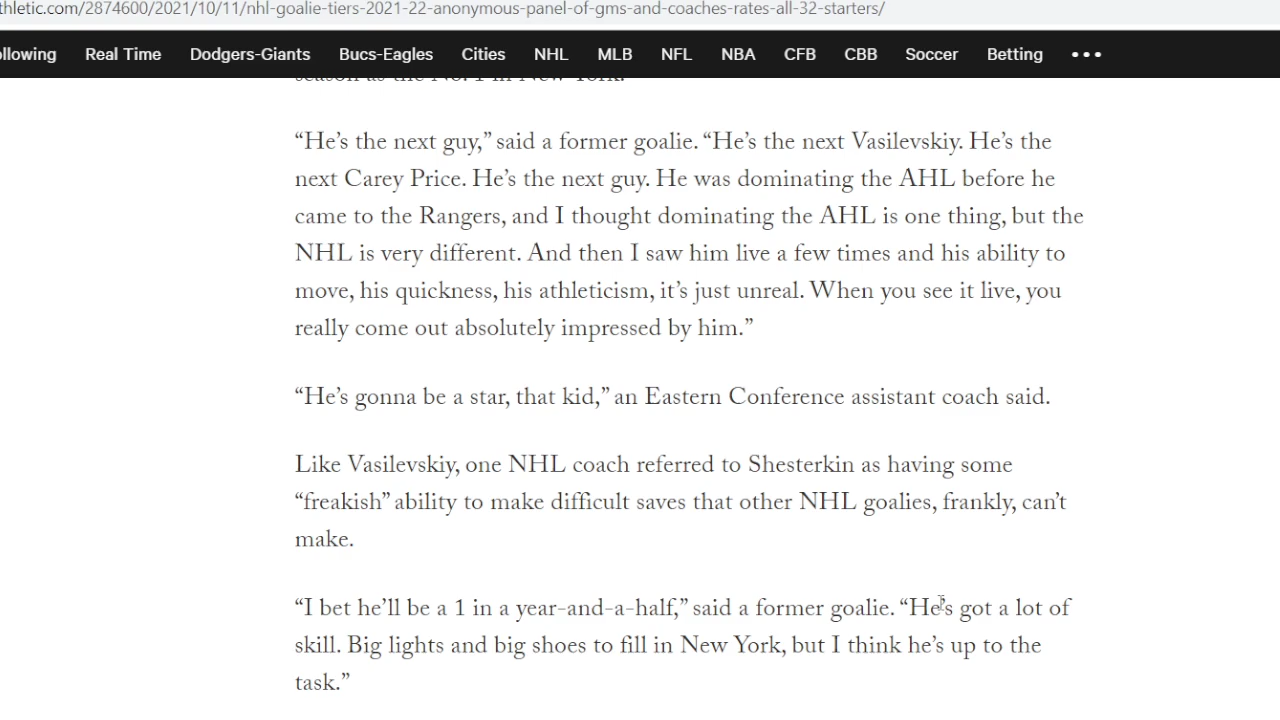 thletic.com/2874600/2021/10/11/nhl-goalie-tiers-2021-22-anonymous-panel-of-gms-and-coaches-rates-all-32-starters/
ollowing Real Time Dodgers-Giants Bucs-Eagles Cities NHL MLB NFL NBA CFB CBB Soccer Betting •••
season as the No. 1 in New York.
“He’s the next guy,” said a former goalie. “He’s the next Vasilevskiy. He’s the
next Carey Price. He’s the next guy. He was dominating the AHL before he
came to the Rangers, and I thought dominating the AHL is one thing, but the
NHL is very different. And then I saw him live a few times and his ability to
move, his quickness, his athleticism, it’s just unreal. When you see it live, you
really come out absolutely impressed by him.”
“He’s gonna be a star, that kid,” an Eastern Conference assistant coach said.
Like Vasilevskiy, one NHL coach referred to Shesterkin as having some
“freakish” ability to make difficult saves that other NHL goalies, frankly, can’t
make.
“I bet he’ll be a 1 in a year-and-a-half,” said a former goalie. “He’s got a lot of
skill. Big lights and big shoes to fill in New York, but I think he’s up to the
task.”